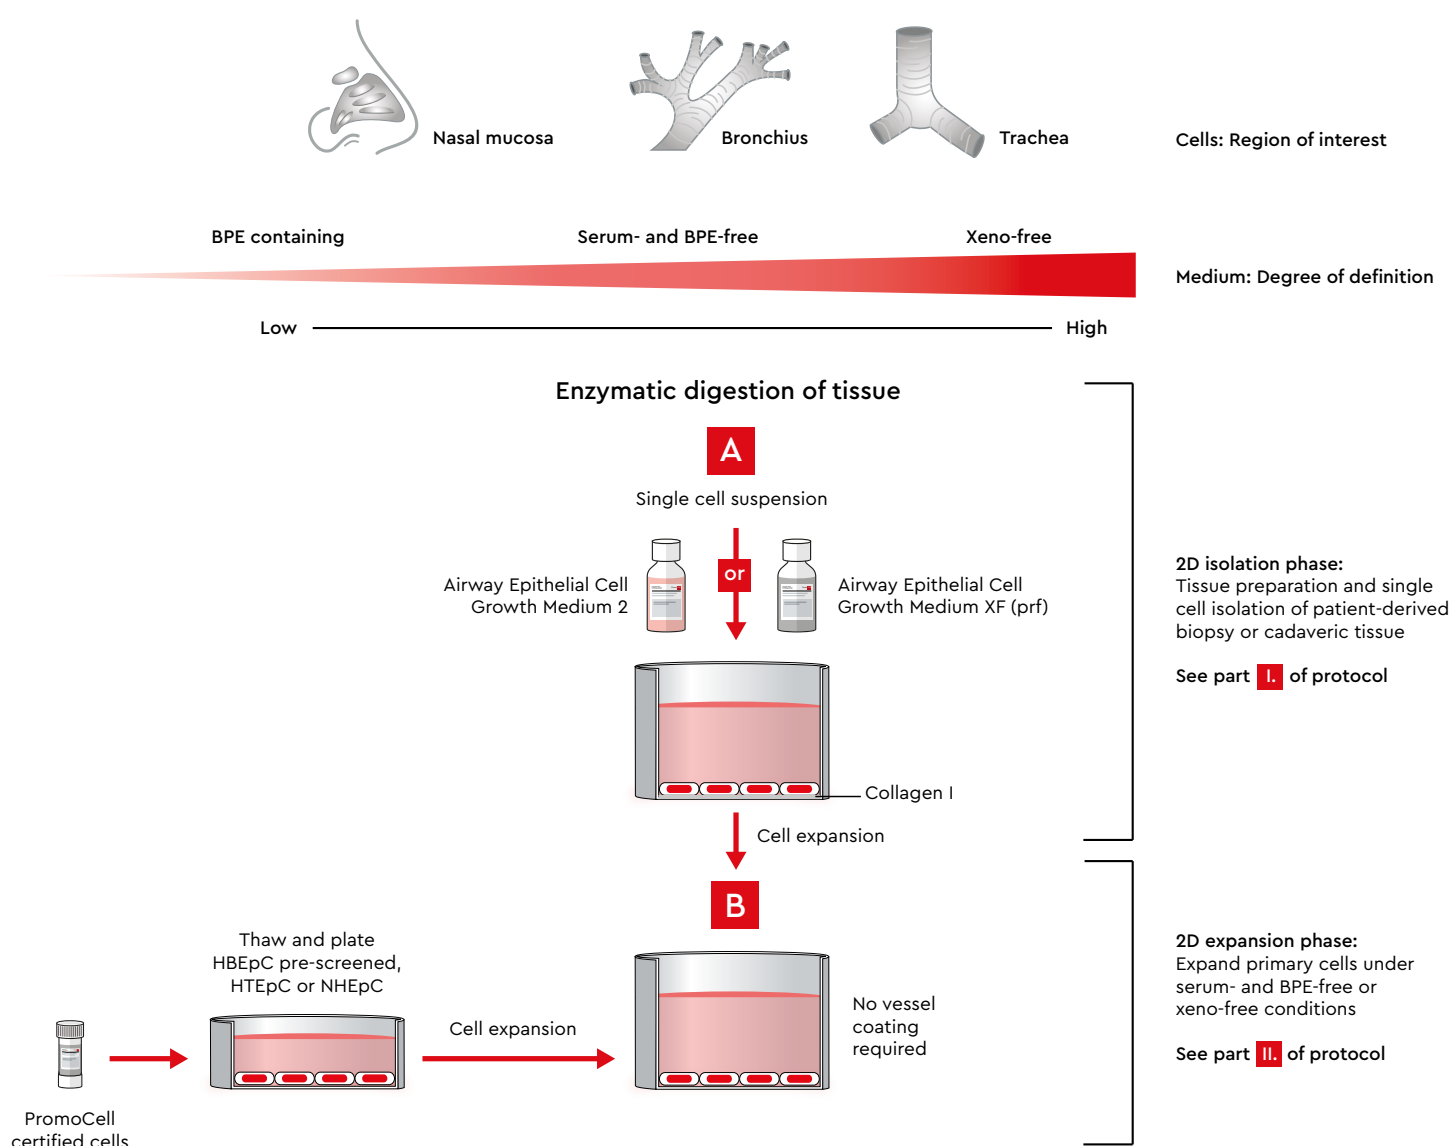 Nasal mucosa
Bronchius
Trachea
Cells: Region of interest
BPE containing
Serum- and BPE-free
Xeno-free
Medium: Degree of definition
Low
High
Enzymatic digestion of tissue
A
Single cell suspension
Airway Epithelial Cell
Growth Medium 2
or
Airway Epithelial Cell
Growth Medium XF (prf)
2D isolation phase:
Tissue preparation and single
cell isolation of patient-derived
biopsy or cadaveric tissue
See part I. of protocol
Collagen I
Cell expansion
B
Thaw and plate
HBEpC pre-screened,
HTEpC or NHEpC
Cell expansion
No vessel
coating
required
2D expansion phase:
Expand primary cells under
serum- and BPE-free or
xeno-free conditions
See part II. of protocol
PromoCell
certified cells